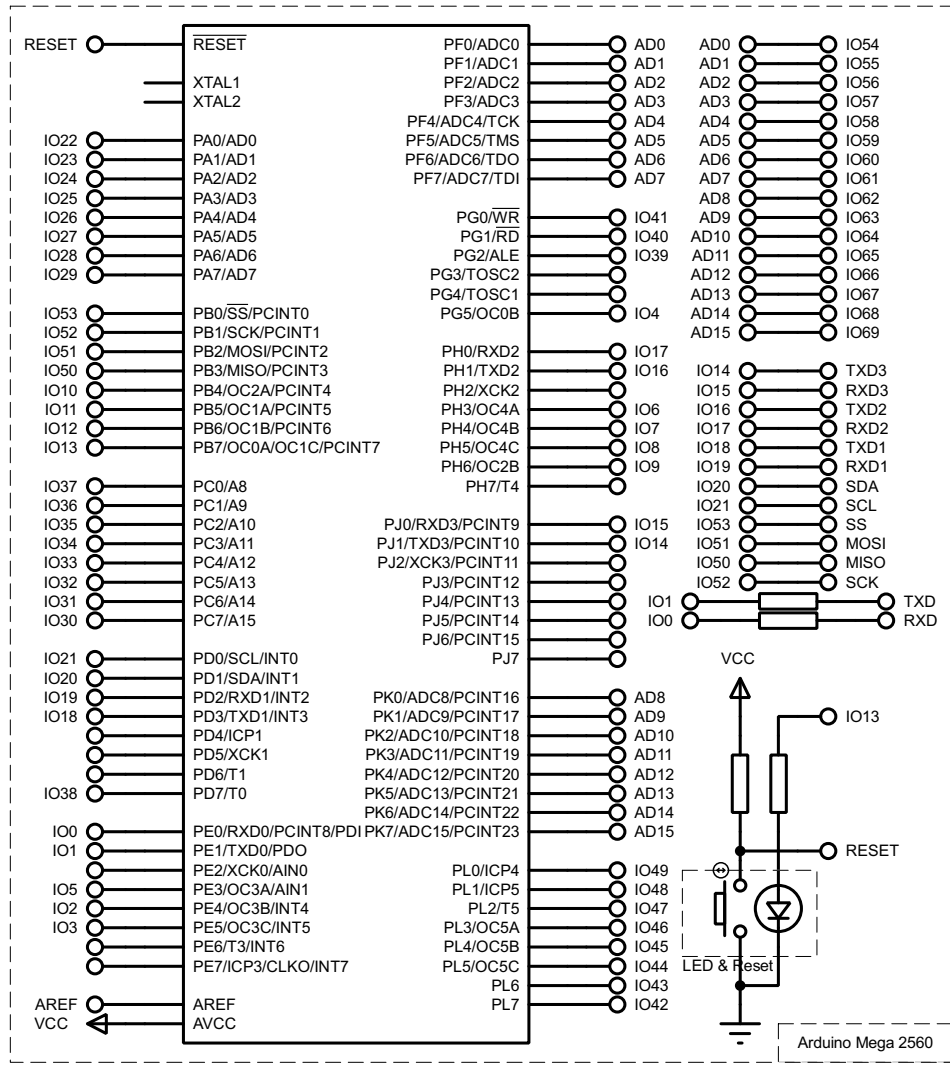 RESET RESET PF0/ADC0 AD0 AD0 IO54
PF1/ADC1 AD1 AD1 IO55
XTAL1 PF2/ADC2 AD2 AD2 IO56
XTAL2 PF3/ADC3 AD3 AD3 IO57
PF4/ADC4/TCK AD4 AD4 IO58
IO22 PA0/AD0 PF5/ADC5/TMS AD5 AD5 IO59
IO23 PA1/AD1 PF6/ADC6/TDO AD6 AD6 IO60
IO24 PA2/AD2 PF7/ADC7/TDI AD7 AD7 IO61
IO25 PA3/AD3 AD8 IO62
IO26 PA4/AD4 PG0/WR IO41 AD9 IO63
IO27 PA5/AD5 PG1/RD IO40 AD10 IO64
IO28 PA6/AD6 PG2/ALE IO39 AD11 IO65
IO29 PA7/AD7 PG3/TOSC2 AD12 IO66
PG4/TOSC1 AD13 IO67
IO53 PB0/SS/PCINT0 PG5/OC0B IO4 AD14 IO68
IO52 PB1/SCK/PCINT1 AD15 IO69
IO51 PB2/MOSI/PCINT2 PH0/RXD2 IO17
IO50 PB3/MISO/PCINT3 PH1/TXD2 IO16 IO14 TXD3
IO10 PB4/OC2A/PCINT4 PH2/XCK2 IO15 RXD3
IO11 PB5/OC1A/PCINT5 PH3/OC4A IO6 IO16 TXD2
IO12 PB6/OC1B/PCINT6 PH4/OC4B IO7 IO17 RXD2
IO13 PB7/OC0A/OC1C/PCINT7 PH5/OC4C IO8 IO18 TXD1
PH6/OC2B IO9 IO19 RXD1
IO37 PC0/A8 PH7/T4 IO20 SDA
IO36 PC1/A9 IO21 SCL
IO35 PC2/A10 PJ0/RXD3/PCINT9 IO15 IO53 SS
IO34 PC3/A11 PJ1/TXD3/PCINT10 IO14 IO51 MOSI
IO33 PC4/A12 PJ2/XCK3/PCINT11 IO50 MISO
IO32 PC5/A13 PJ3/PCINT12 IO52 SCK
IO31 PC6/A14 PJ4/PCINT13 IO1 TXD
IO30 PC7/A15 PJ5/PCINT14 IO0 RXD
PJ6/PCINT15
IO21 PD0/SCL/INT0 PJ7 VCC
IO20 PD1/SDA/INT1
IO19 PD2/RXD1/INT2 PK0/ADC8/PCINT16 AD8
IO18 PD3/TXD1/INT3 PK1/ADC9/PCINT17 AD9 IO13
PD4/ICP1 PK2/ADC10/PCINT18 AD10
PD5/XCK1 PK3/ADC11/PCINT19 AD11
PD6/T1 PK4/ADC12/PCINT20 AD12
IO38 PD7/T0 PK5/ADC13/PCINT21 AD13
PK6/ADC14/PCINT22 AD14
IO0 PE0/RXD0/PCINT8/PDI PK7/ADC15/PCINT23 AD15
IO1 PE1/TXD0/PDO RESET
PE2/XCK0/AIN0 PL0/ICP4 IO49
IO5 PE3/OC3A/AIN1 PL1/ICP5 IO48
IO2 PE4/OC3B/INT4 PL2/T5 IO47
IO3 PE5/OC3C/INT5 PL3/OC5A IO46
PE6/T3/INT6 PL4/OC5B IO45
PE7/ICP3/CLKO/INT7 PL5/OC5C IO44 LED & Reset
PL6 IO43
AREF AREF PL7 IO42
VCC AVCC
Arduino Mega 2560